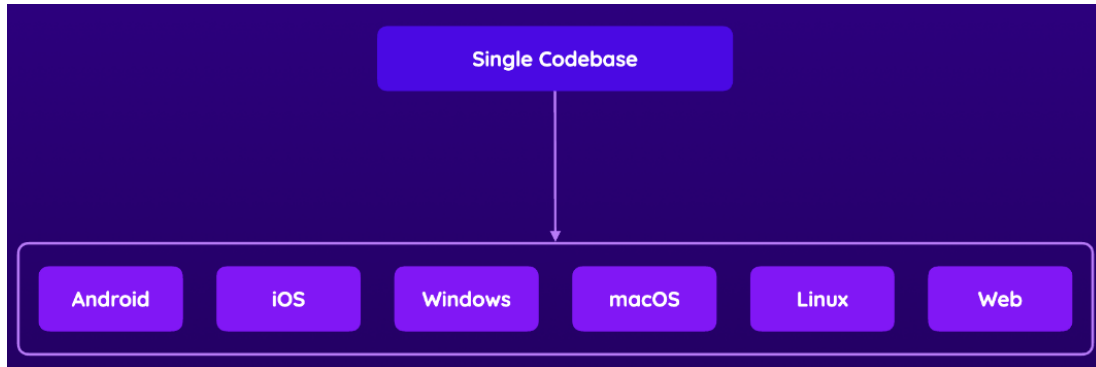 Single Codebase
Android
iOS
Windows
macOS
Linux
Web